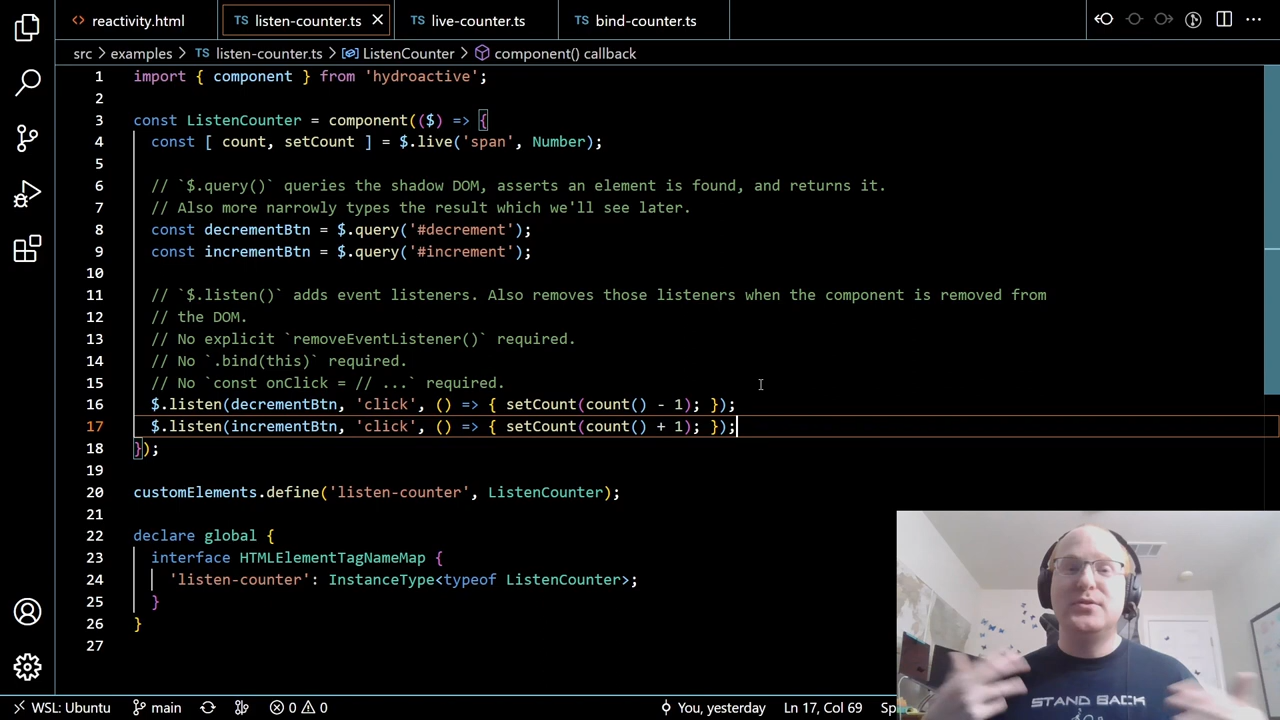 reactivity.html
TS listen-counter.ts
TS live-counter.ts
TS bind-counter.ts
src > examples > TS listen-counter.ts > ListenCounter > component() callback
1 import { component } from 'hydroactive';
2
3 const ListenCounter = component(($) => {
4 const [ count, setCount ] = $.live('span', Number);
5
6 // `$.query()` queries the shadow DOM, asserts an element is found, and returns it.
7 // Also more narrowly types the result which we'll see later.
8 const decrementBtn = $.query('#decrement');
9 const incrementBtn = $.query('#increment');
10
11 // `$.listen()` adds event listeners. Also removes those listeners when the component is removed from
12 // the DOM.
13 // No explicit `removeEventListener()` required.
14 // No `.bind(this)` required.
15 // No `const onClick = // ...` required.
16 $.listen(decrementBtn, 'click', () => { setCount(count() - 1); });
17 $.listen(incrementBtn, 'click', () => { setCount(count() + 1); });
18 });
19
20 customElements.define('listen-counter', ListenCounter);
21
22 declare global {
23 interface HTMLElementTagNameMap {
24 'listen-counter': InstanceType<typeof ListenCounter>;
25 }
26 }
27
STAND BACK
WSL: Ubuntu main 0 0 You, yesterday Ln 17, Col 69